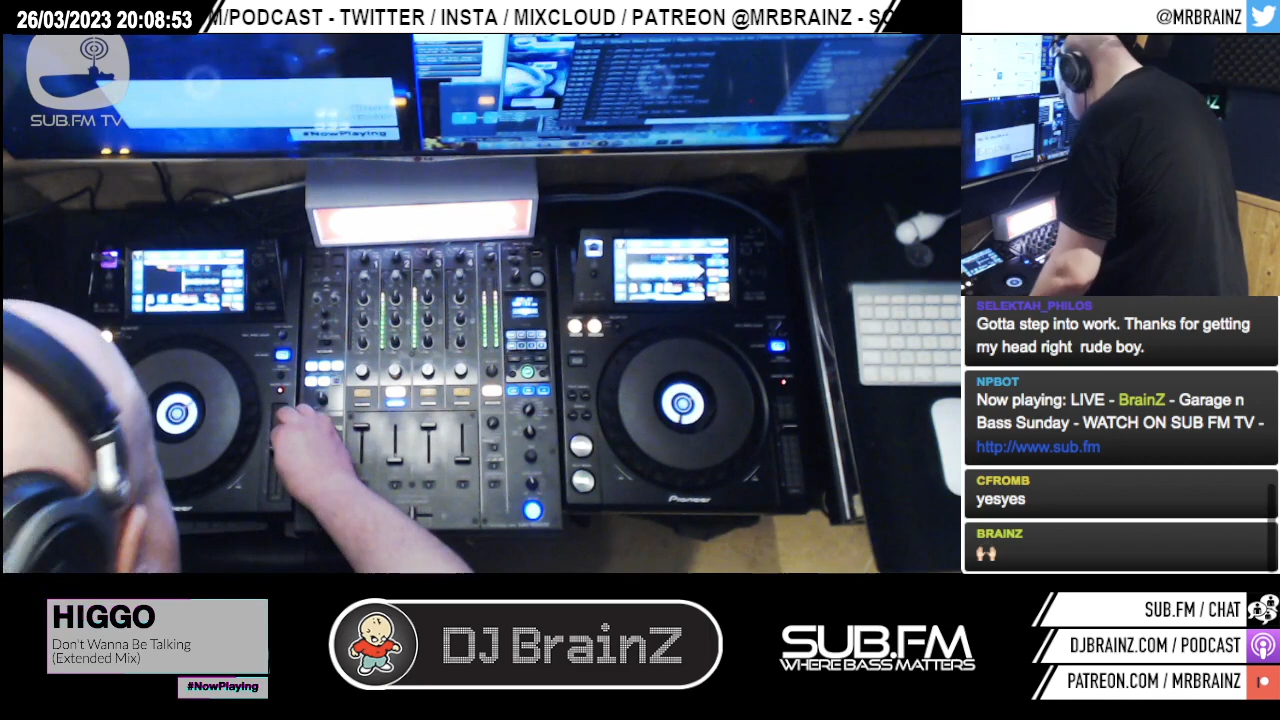 26/03/2023 20:08:53
M/PODCAST - TWITTER / INSTA / MIXCLOUD / PATREON @MRBRAINZ - SO
@MRBRAINZ
SUB.FM TV
#NowPlaying
SELEKTAH_PHILOS
Gotta step into work. Thanks for getting
my head right rude boy.
NPBOT
Now playing: LIVE - BrainZ - Garage n
Bass Sunday - WATCH ON SUB FM TV -
http://www.sub.fm
CFROMB
yesyes
BRAINZ
Pioneer
HIGGO
Don't Wanna Be Talking
(Extended Mix)
#NowPlaying
DJ BrainZ
SUB.FM
WHERE BASS MATTERS
SUB.FM / CHAT
DJBRAINZ.COM / PODCAST
PATREON.COM / MRBRAINZ